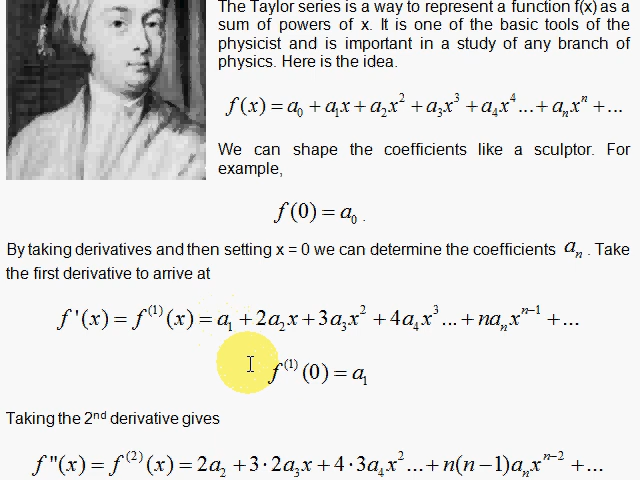 The Taylor series is a way to represent a function f(x) as a
sum of powers of x. It is one of the basic tools of the
physicist and is important in a study of any branch of
physics. Here is the idea.
f(x) = a₀ + a₁x + a₂x² + a₃x³ + a₄x⁴... + aₙxⁿ + ...
We can shape the coefficients like a sculptor. For
example,
f(0) = a₀ .
By taking derivatives and then setting x = 0 we can determine the coefficients aₙ . Take
the first derivative to arrive at
f '(x) = f⁽¹⁾(x) = a₁ + 2a₂x + 3a₃x² + 4a₄x³... + naₙxⁿ⁻¹ + ...
f⁽¹⁾(0) = a₁
Taking the 2ⁿᵈ derivative gives
f "(x) = f⁽²⁾(x) = 2a₂ + 3·2a₃x + 4·3a₄x²... + n(n−1)aₙxⁿ⁻² + ...